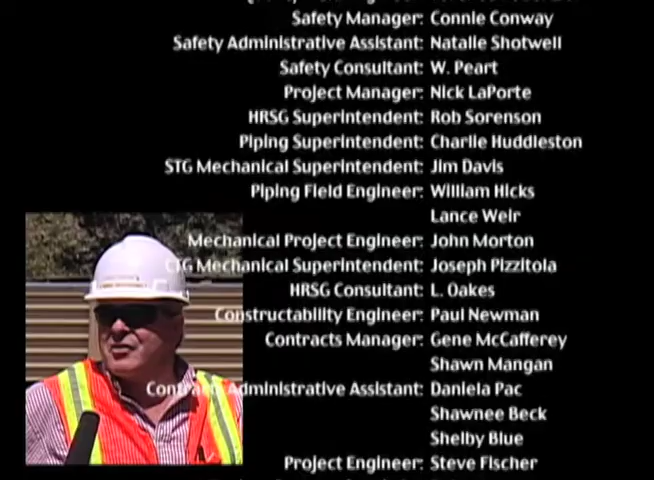 Safety Manager: Connie Conway
Safety Administrative Assistant: Natalie Shotwell
Safety Consultant: W. Peart
Project Manager: Nick LaPorte
HRSG Superintendent: Rob Sorenson
Piping Superintendent: Charlie Huddleston
STG Mechanical Superintendent: Jim Davis
Piping Field Engineer: William Hicks
Lance Weir
Mechanical Project Engineer: John Morton
CTG Mechanical Superintendent: Joseph Pizzitola
HRSG Consultant: L. Oakes
Constructability Engineer: Paul Newman
Contracts Manager: Gene McCafferey
Shawn Mangan
Contract Administrative Assistant: Daniela Pac
Shawnee Beck
Shelby Blue
Project Engineer: Steve Fischer